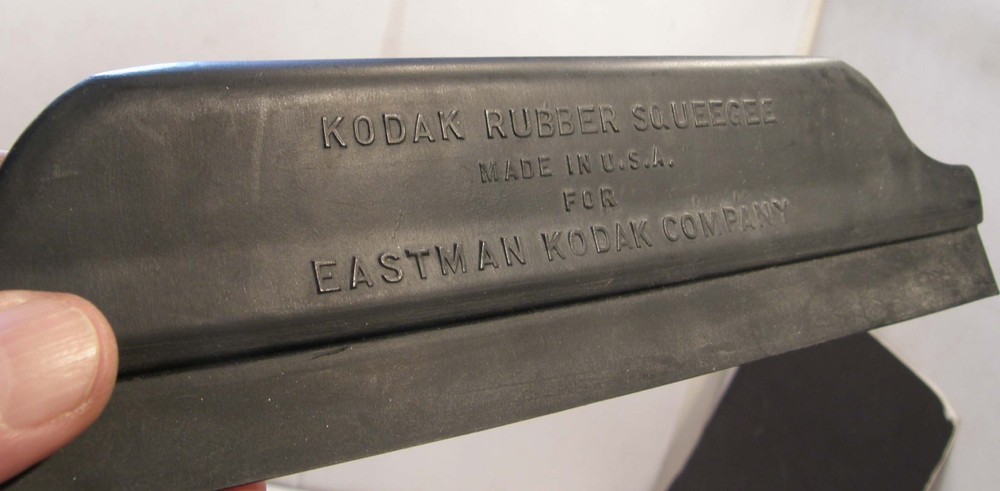 KODAK RUBBER SQUEEGEE
MADE IN U.S.A.
FOR
EASTMAN KODAK COMPANY